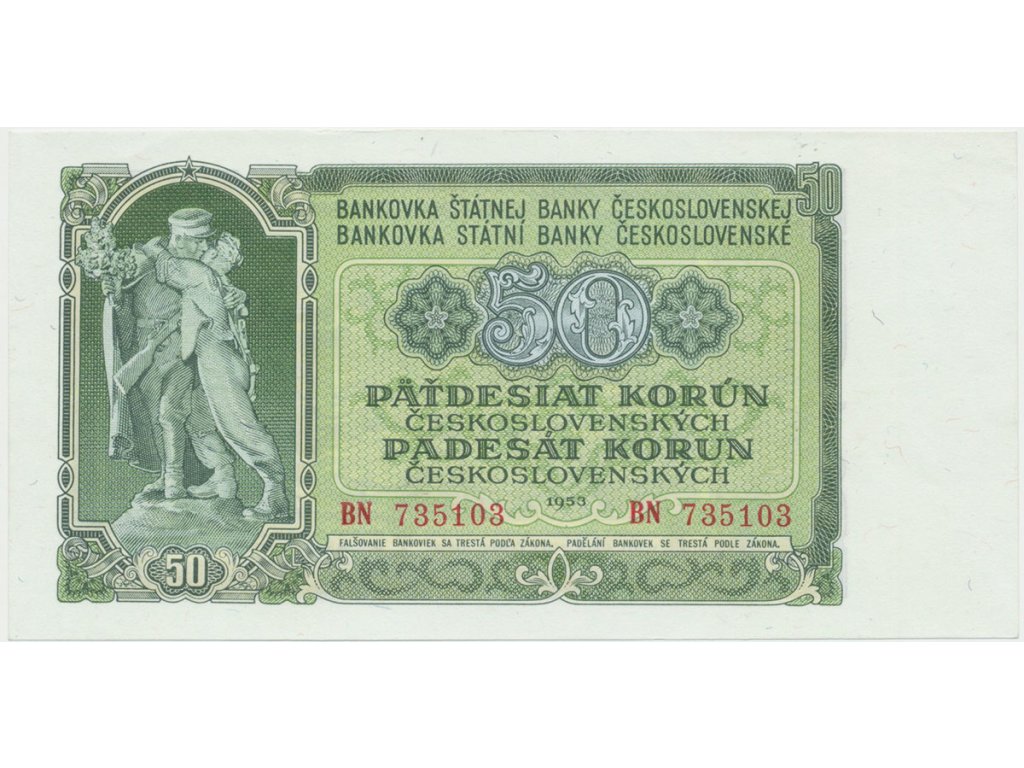 50
BANKOVKA ŠTÁTNEJ BANKY ČESKOSLOVENSKEJ
BANKOVKA STÁTNÍ BANKY ČESKOSLOVENSKÉ
50
PÄŤDESIAT KORÚN
ČESKOSLOVENSKÝCH
PADESÁT KORUN
ČESKOSLOVENSKÝCH
1953
BN 735103 BN 735103
FALŠOVANIE BANKOVIEK SA TRESTÁ PODĽA ZÁKONA. PADĚLÁNÍ BANKOVEK SE TRESTÁ PODLE ZÁKONA.
50